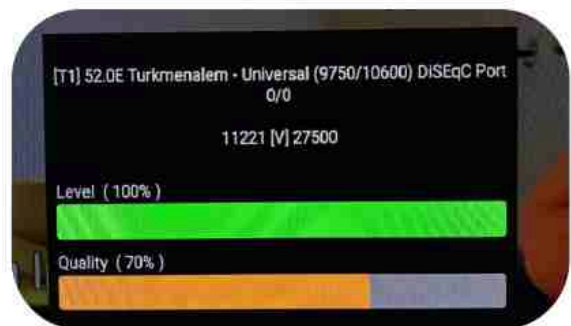 [T1] 52.0E Turkmenalem - Universal (9750/10600) DiSEqC Port
0/0
11221 [V] 27500
Level ( 100% )
Quality ( 70% )